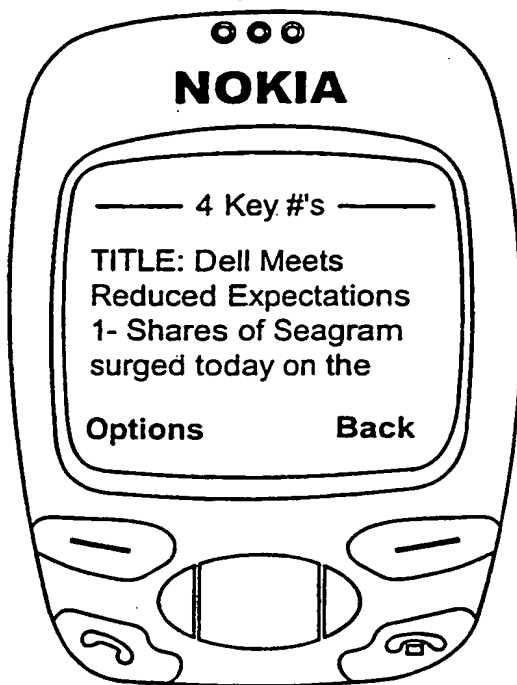 NOKIA
4 Key #'s
TITLE: Dell Meets
Reduced Expectations
1- Shares of Seagram
surged today on the
Options Back